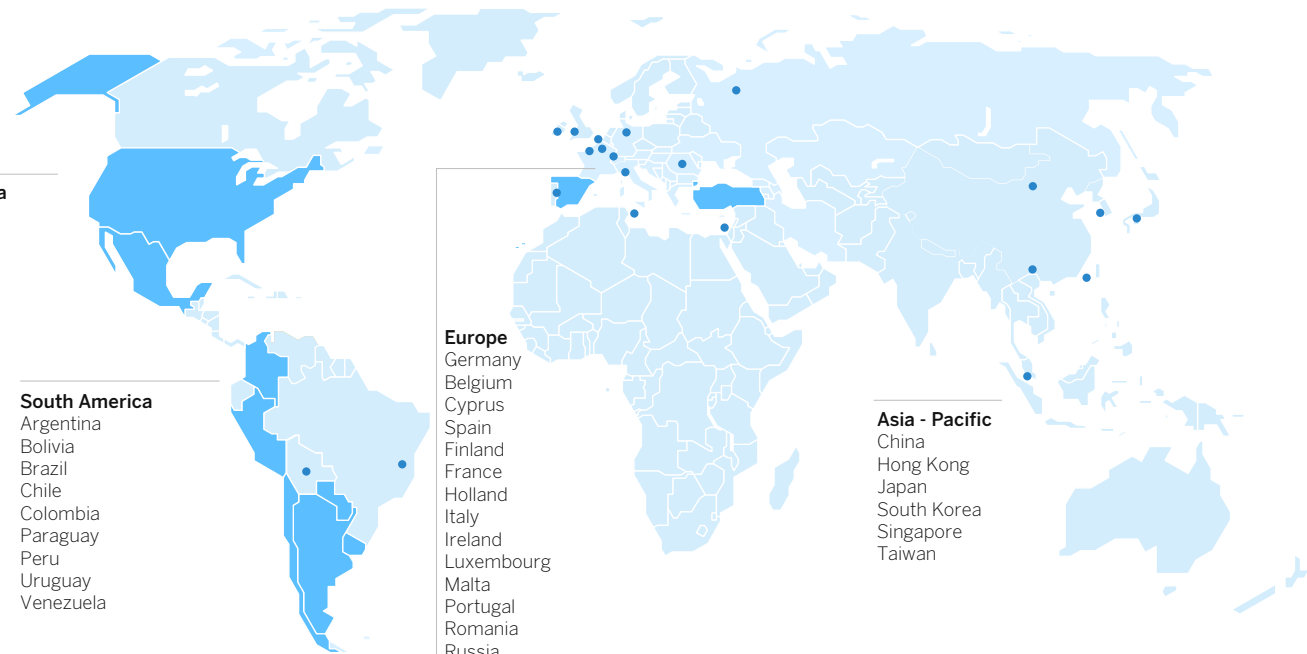 a
South America
Argentina
Bolivia
Brazil
Chile
Colombia
Paraguay
Peru
Uruguay
Venezuela
Europe
Germany
Belgium
Cyprus
Spain
Finland
France
Holland
Italy
Ireland
Luxembourg
Malta
Portugal
Romania
Russia
Asia - Pacific
China
Hong Kong
Japan
South Korea
Singapore
Taiwan